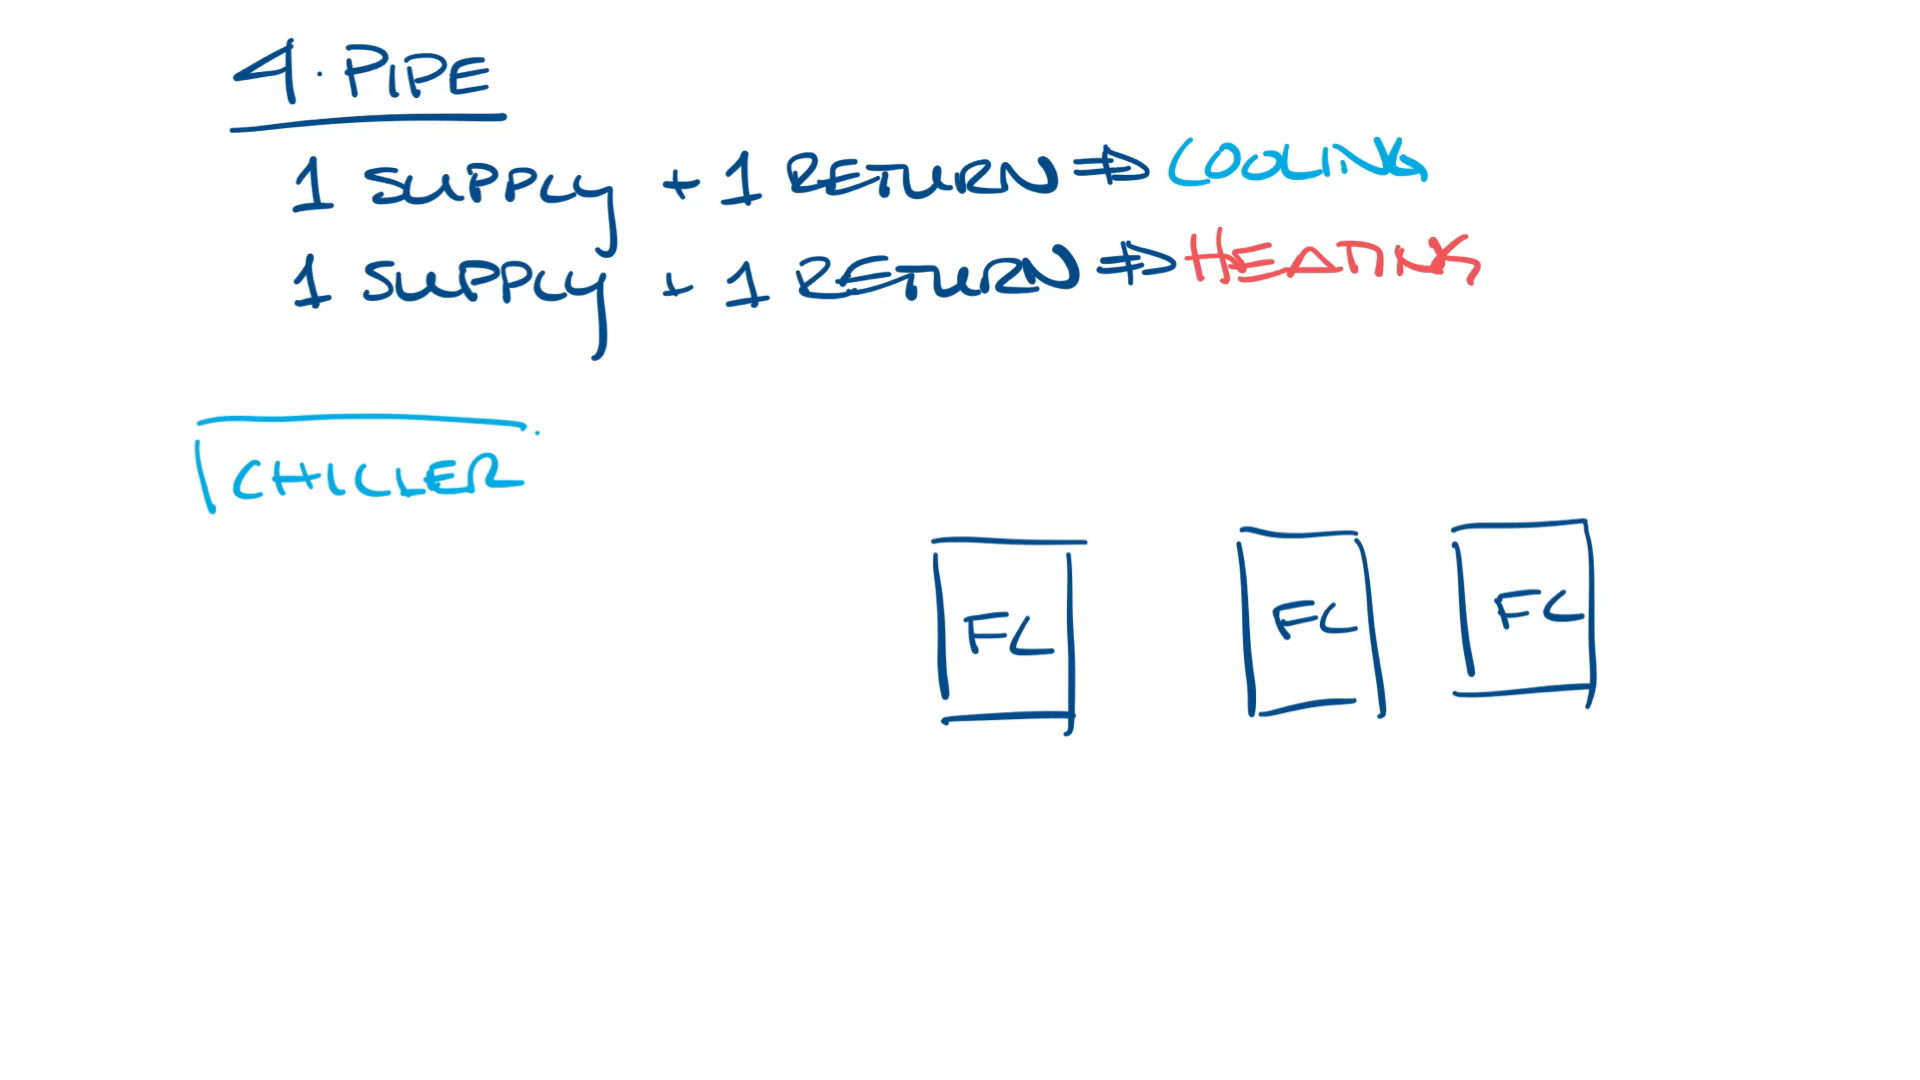 4. PIPE
1 SUPPLY + 1 RETURN ⇒ COOLING
1 SUPPLY + 1 RETURN ⇒ HEATING
CHILLER
FC FC FC